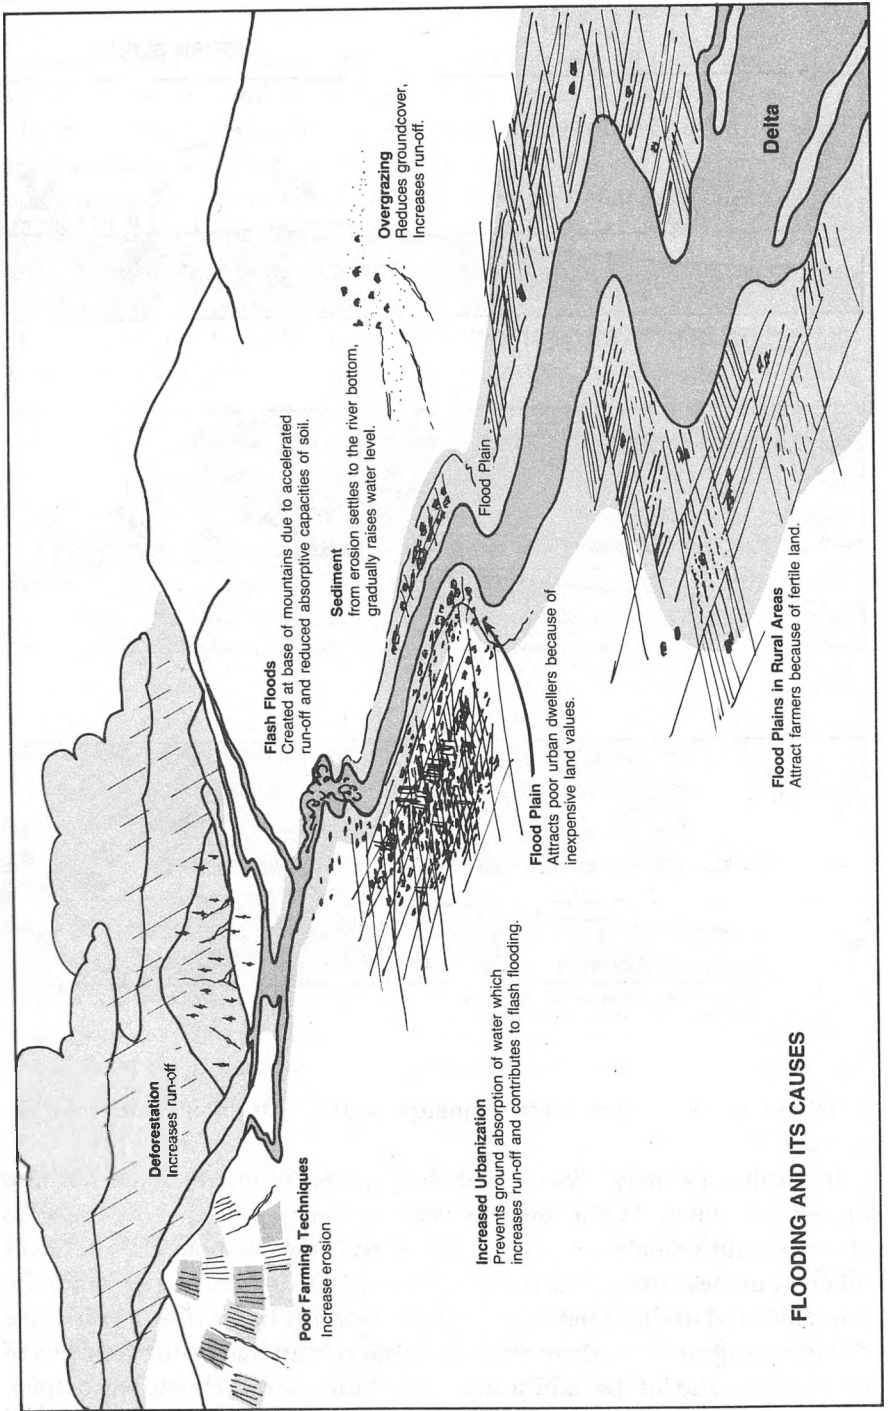 Deforestation
Increases run-off
Poor Farming Techniques
Increase erosion
Flash Floods
Created at base of mountains due to accelerated
run-off and reduced absorptive capacities of soil.
Sediment
from erosion settles to the river bottom,
gradually raises water level.
Overgrazing
Reduces groundcover,
Increases run-off.
Increased Urbanization
Prevents ground absorption of water which
increases run-off and contributes to flash flooding.
Flood Plain
Attracts poor urban dwellers because of
inexpensive land values.
Flood Plain
Flood Plains in Rural Areas
Attract farmers because of fertile land.
Delta
FLOODING AND ITS CAUSES